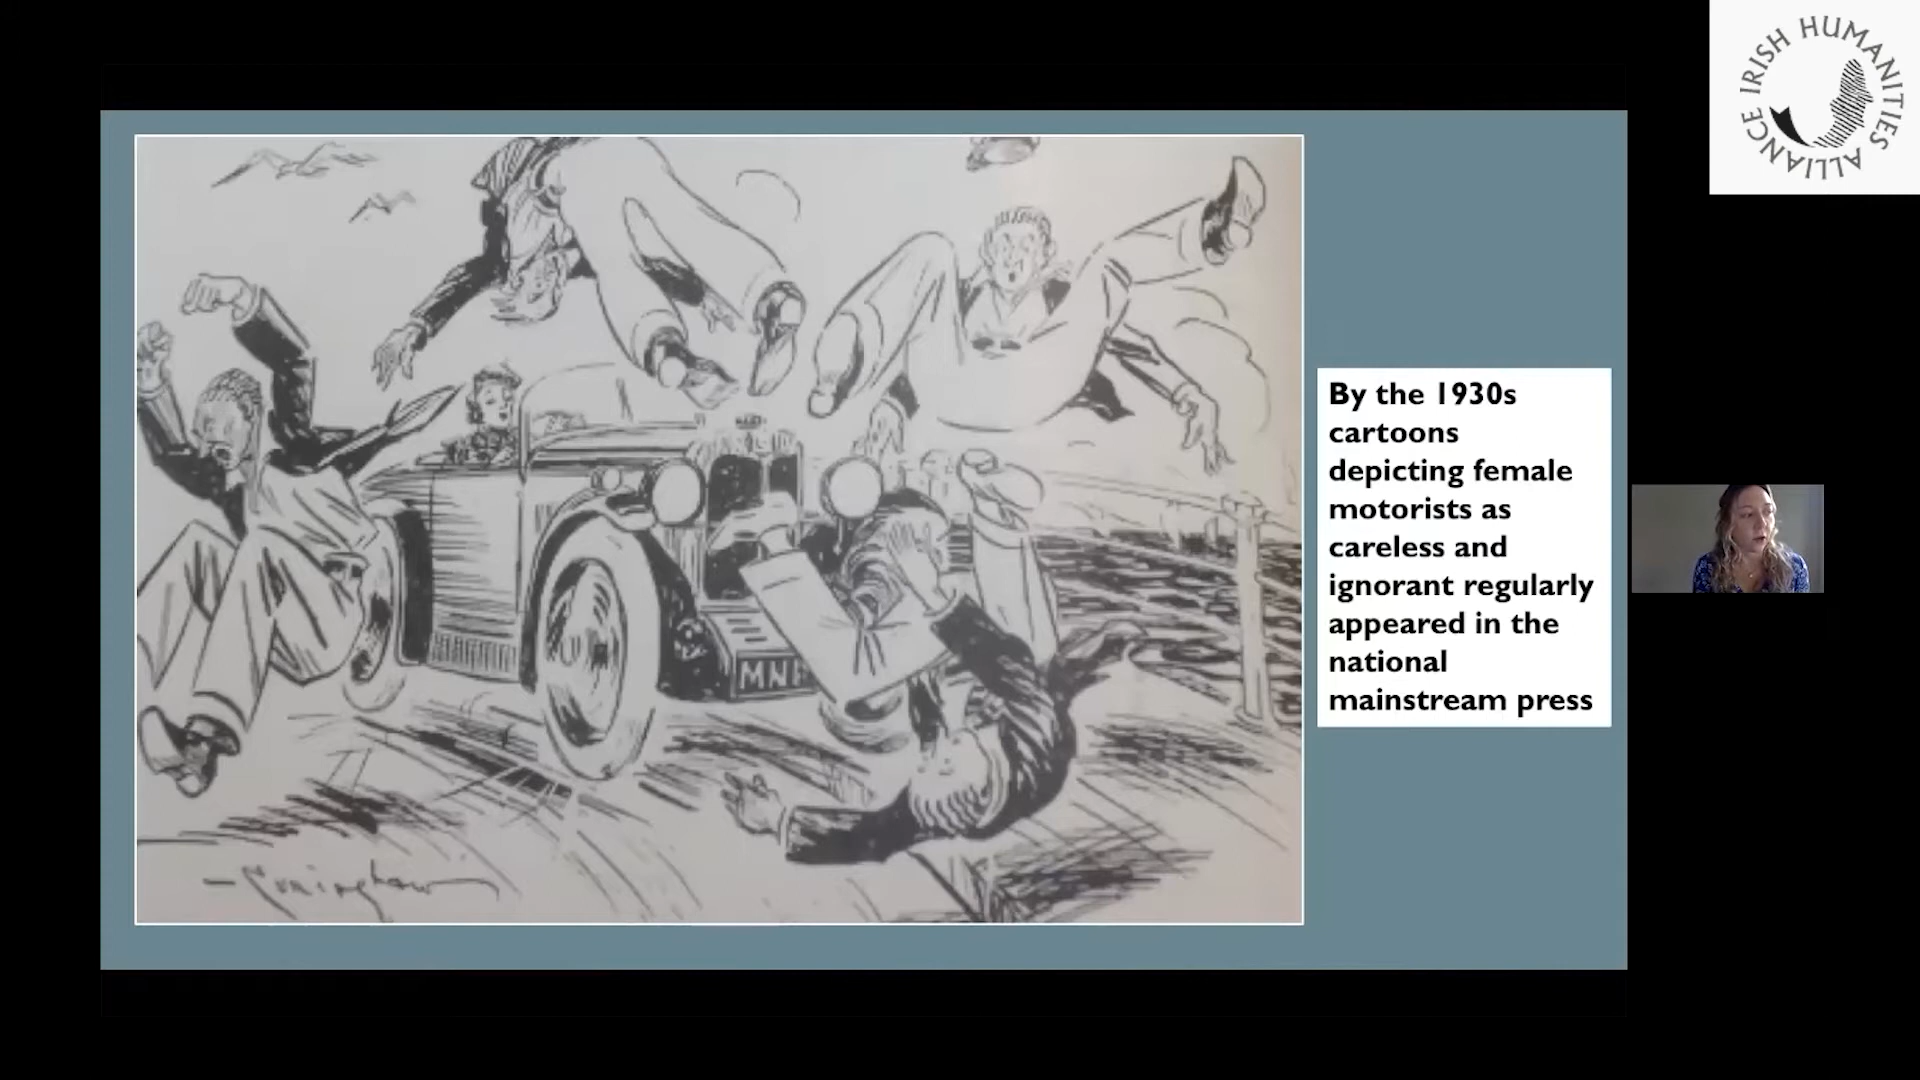 IRISH HUMANITIES ALLIANCE
By the 1930s
cartoons
depicting female
motorists as
careless and
ignorant regularly
appeared in the
national
mainstream press